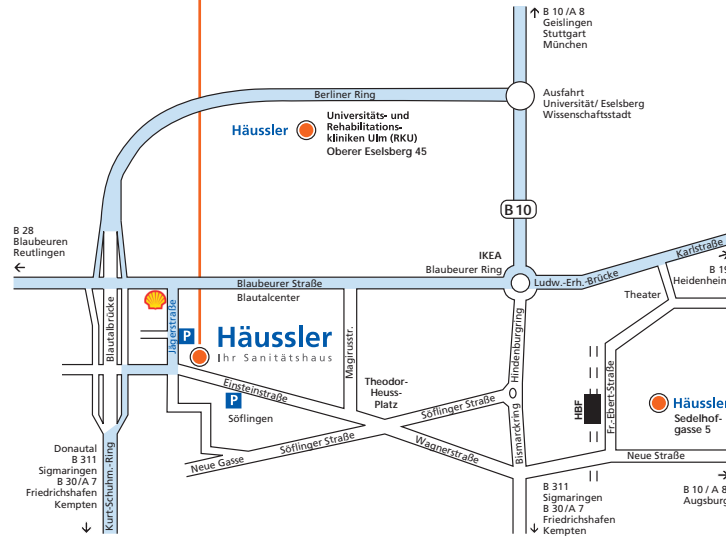 B 10 /A 8
Geislingen
Stuttgart
München
Berliner Ring
Ausfahrt
Universität/ Eselsberg
Wissenschaftsstadt
Häussler
Universitäts- und
Rehabilitations-
kliniken Ulm (RKU)
Oberer Eselsberg 45
B 10
B 28
Blaubeuren
Reutlingen
IKEA
Blaubeurer Ring
Karlstraße
Ludw.-Erh.-Brücke
B 19
Heidenheim
Blaubeurer Straße
Blautalcenter
Theater
Blautalbrücke
Jägerstraße
P
Häussler
Ihr Sanitätshaus
Magirusstr.
Hindenburgring
Einsteinstraße
P
Söflingen
Theodor-
Heuss-
Platz
Söflinger Straße
HBF
Fr.-Ebert-Straße
Häussler
Sedelhof-
gasse 5
Söflinger Straße
Neue Gasse
Wagnerstraße
Bismarckring
Neue Straße
Donautal
B 311
Sigmaringen
B 30/A 7
Friedrichshafen
Kempten
Kurt-Schuhm.-Ring
B 311
Sigmaringen
B 30/A 7
Friedrichshafen
Kempten
B 10 / A 8
Augsburg